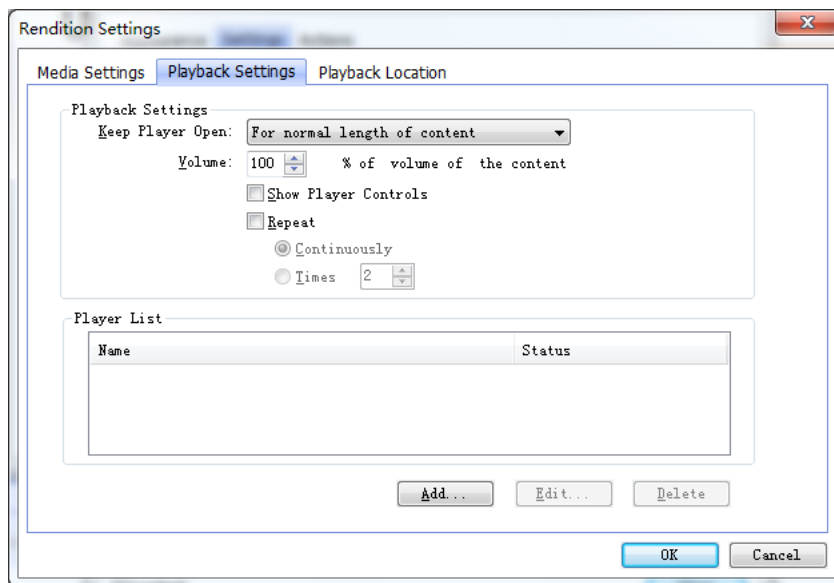 Rendition Settings
Media Settings Playback Settings Playback Location
Playback Settings
Keep Player Open: For normal length of content
Volume: 100 % of volume of the content
Show Player Controls
Repeat
Continuously
Times 2
Player List
Name Status
Add... Edit... Delete
OK Cancel